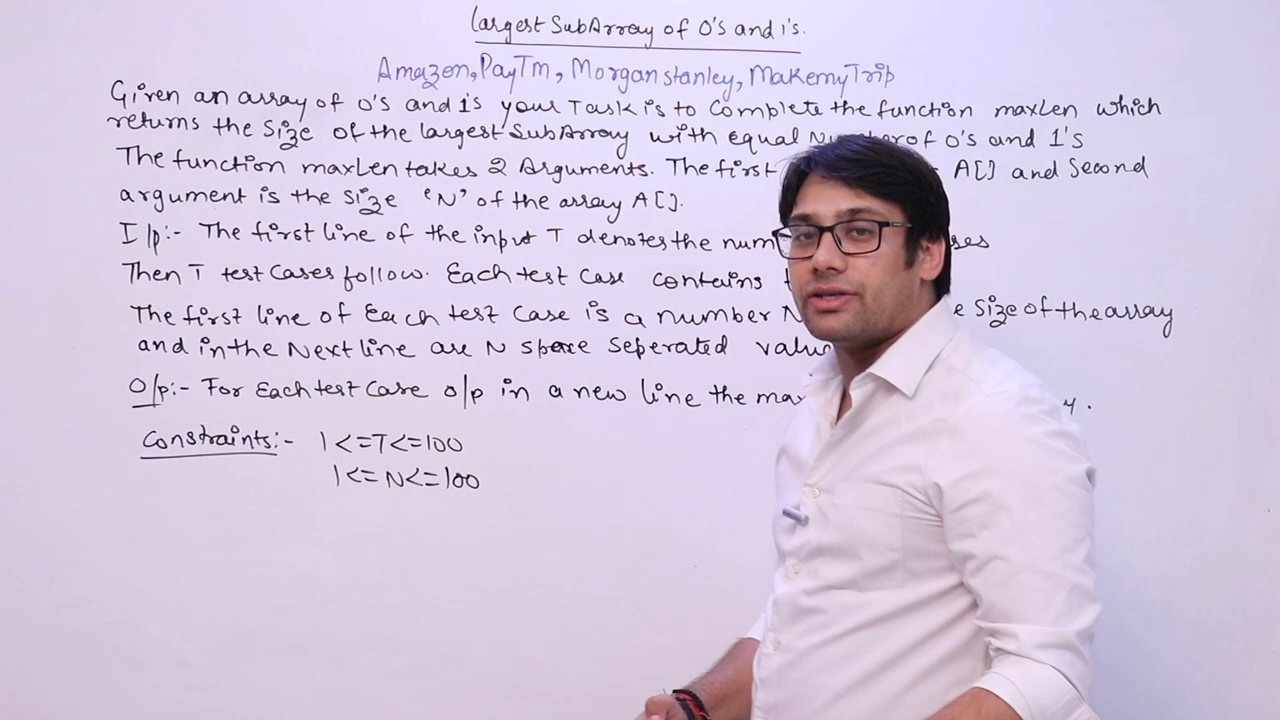 largest SubArray of 0's and 1's.
Amazon, PayTm, Morgan stanley, MakemyTrip
Given an array of 0's and 1's your Task is to Complete the function maxLen which
returns the Size of the largest SubArray with equal of 0's and 1's
The function maxLen takes 2 Arguments. The first A[] and Second
argument is the Size 'N' of the array A[].
I/p:- The first line of the input T denotes the
Then T test Cases follow. Each test Case contains
The first line of Each test Case is a number N Size of the array
and in the Next line are N space seperated
O/p:- For Each test Case o/p in a new line the
Constraints:- 1<=T<=100
1<= N<=100